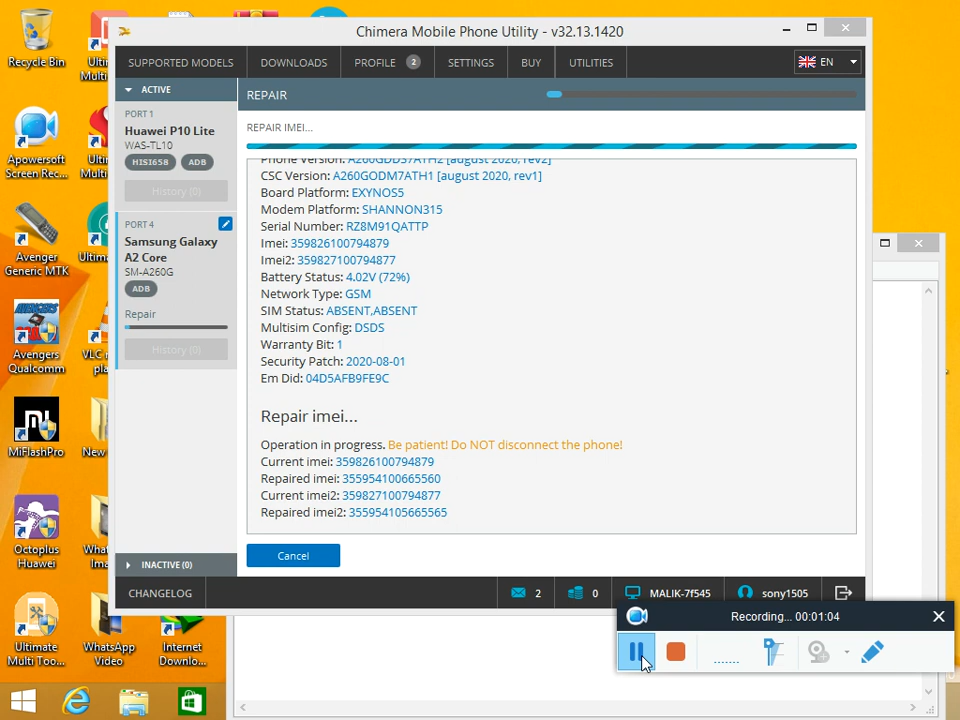 Chimera Mobile Phone Utility - v32.13.1420
SUPPORTED MODELS
DOWNLOADS
PROFILE 2
SETTINGS
BUY
UTILITIES
EN
ACTIVE
PORT 1
Huawei P10 Lite
WAS-TL10
HISI658 ADB
History (0)
PORT 4
Samsung Galaxy
A2 Core
SM-A260G
ADB
Repair
History (0)
INACTIVE (0)
REPAIR
REPAIR IMEI...
Phone Version: A260GDDS7ATH2 [august 2020, rev2]
CSC Version: A260GODM7ATH1 [august 2020, rev1]
Board Platform: EXYNOS5
Modem Platform: SHANNON315
Serial Number: RZ8M91QATTP
Imei: 359826100794879
Imei2: 359827100794877
Battery Status: 4.02V (72%)
Network Type: GSM
SIM Status: ABSENT,ABSENT
Multisim Config: DSDS
Warranty Bit: 1
Security Patch: 2020-08-01
Em Did: 04D5AFB9FE9C
Repair imei...
Operation in progress. Be patient! Do NOT disconnect the phone!
Current imei: 359826100794879
Repaired imei: 355954100665560
Current imei2: 359827100794877
Repaired imei2: 355954105665565
Cancel
CHANGELOG
2
0
MALIK-7f545
sony1505
Recording... 00:01:04
Recycle Bin
Apowersoft
Screen Rec...
Avenger
Generic MTK
Avengers
Qualcomm
MiFlashPro
Octoplus
Huawei
Ultimate
Multi Too...
WhatsApp
Video
Internet
Downlo...